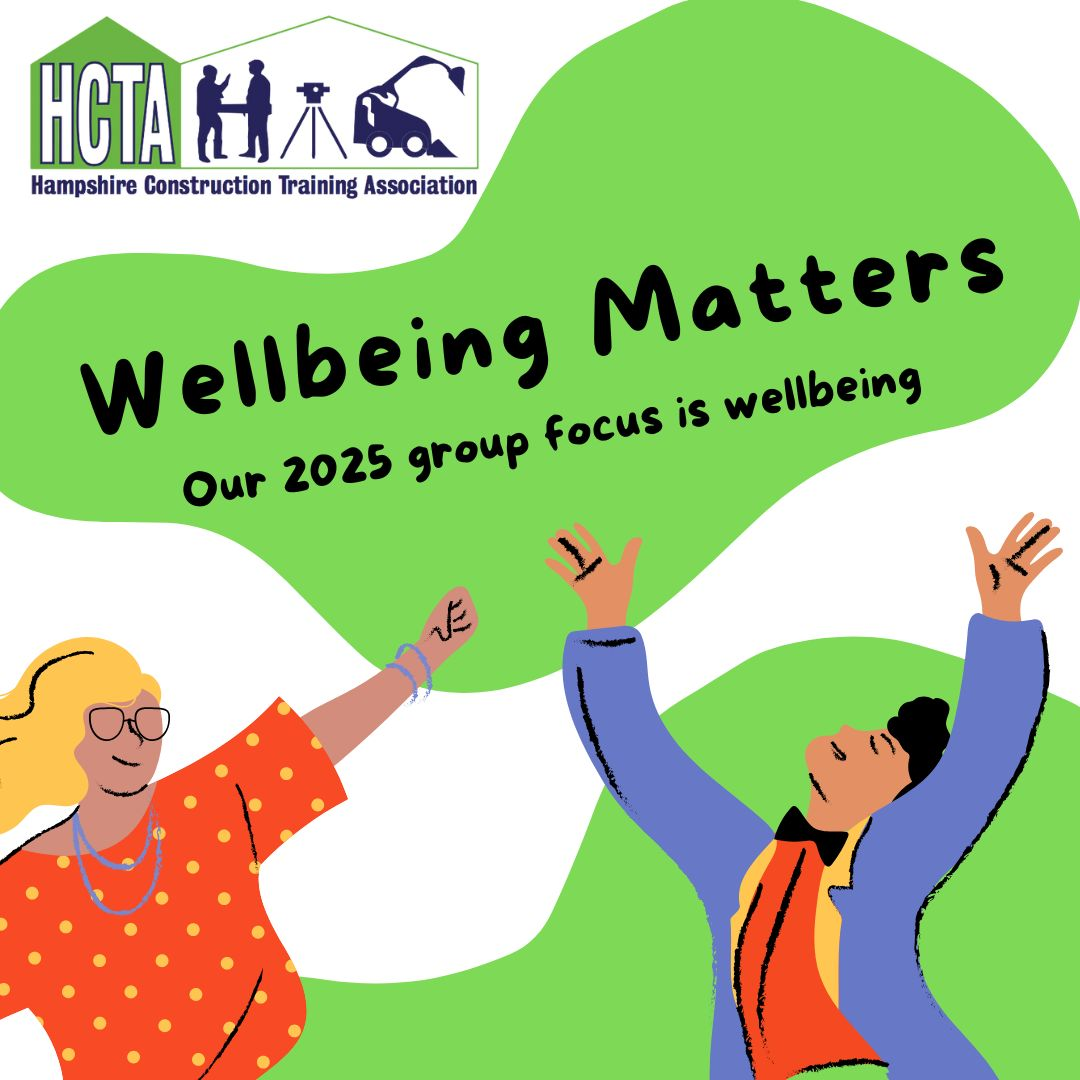 HCTA
Hampshire Construction Training Association
Wellbeing Matters
Our 2025 group focus is wellbeing